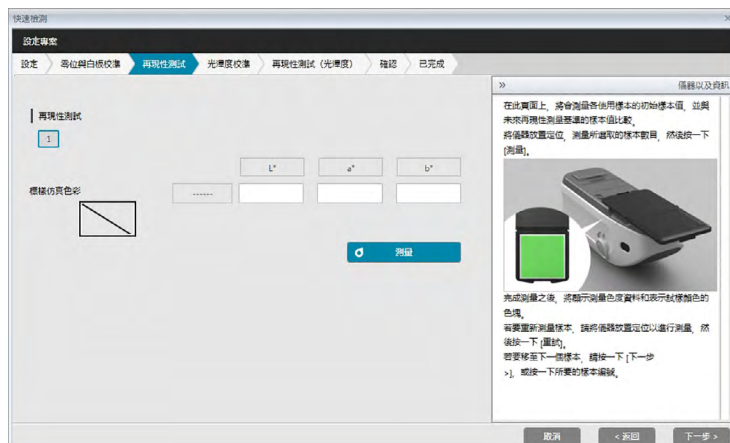 快速檢測
設定專案
設定 零位與白板校準 再現性測試 光澤度校準 再現性測試 (光澤度) 確認 已完成
» 儀器以及資訊
再現性測試
1
L* a* b*
標樣仿真色彩 ------
測量
在此頁面上, 將會測量各使用樣本的初始樣本值, 並與
未來再現性測量基準的樣本值比較。
將儀器放置定位, 測量所選取的樣本數目, 然後按一下
[測量]。
完成測量之後, 將顯示測量色度資料和表示試樣顏色的
色塊。
若要重新測量樣本, 請將儀器放置定位以進行測量, 然
後按一下 [重試]。
若要移至下一個樣本, 請按一下 [下一步
>], 或按一下所要的樣本編號。
取消 < 返回 下一步 >